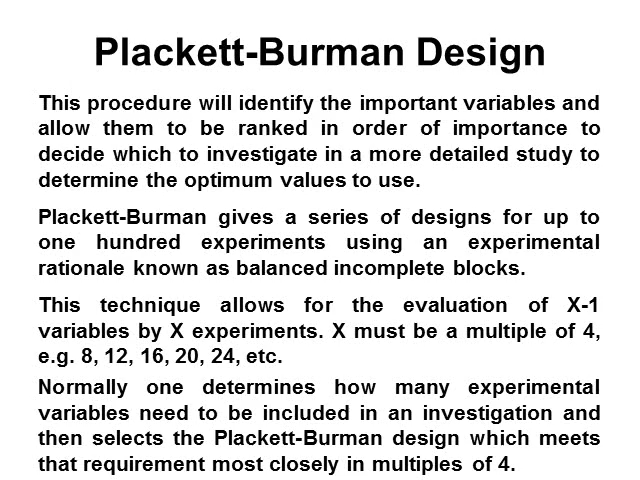 Plackett-Burman Design
This procedure will identify the important variables and
allow them to be ranked in order of importance to
decide which to investigate in a more detailed study to
determine the optimum values to use.
Plackett-Burman gives a series of designs for up to
one hundred experiments using an experimental
rationale known as balanced incomplete blocks.
This technique allows for the evaluation of X-1
variables by X experiments. X must be a multiple of 4,
e.g. 8, 12, 16, 20, 24, etc.
Normally one determines how many experimental
variables need to be included in an investigation and
then selects the Plackett-Burman design which meets
that requirement most closely in multiples of 4.